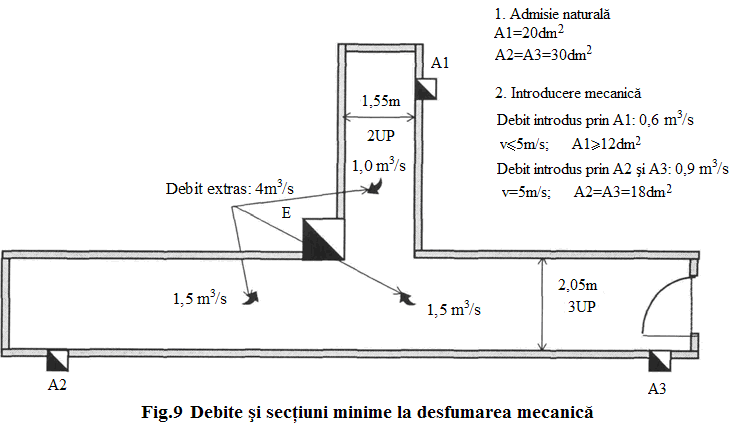 1. Admisie naturală
A1=20dm²
A2=A3=30dm²
A1
2. Introducere mecanică
Debit introdus prin A1: 0,6 m³/s
v⩽5m/s; A1⩾12dm²
Debit introdus prin A2 şi A3: 0,9 m³/s
v=5m/s; A2=A3=18dm²
1,55m
2UP
1,0 m³/s
Debit extras: 4m³/s
E
1,5 m³/s
1,5 m³/s
2,05m
3UP
A2
A3
Fig.9 Debite şi secțiuni minime la desfumarea mecanică